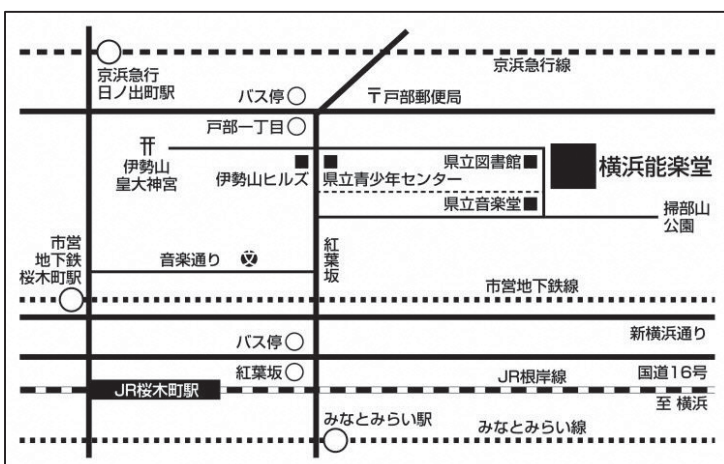 京浜急行
日ノ出町駅
京浜急行線
バス停
〒戸部郵便局
戸部一丁目
伊勢山
皇大神宮
伊勢山ヒルズ
県立青少年センター
県立図書館
横浜能楽堂
県立音楽堂
掃部山
公園
市営
地下鉄
桜木町駅
音楽通り
文
紅葉坂
市営地下鉄線
新横浜通り
バス停
紅葉坂
JR根岸線
国道16号
JR桜木町駅
至 横浜
みなとみらい駅
みなとみらい線